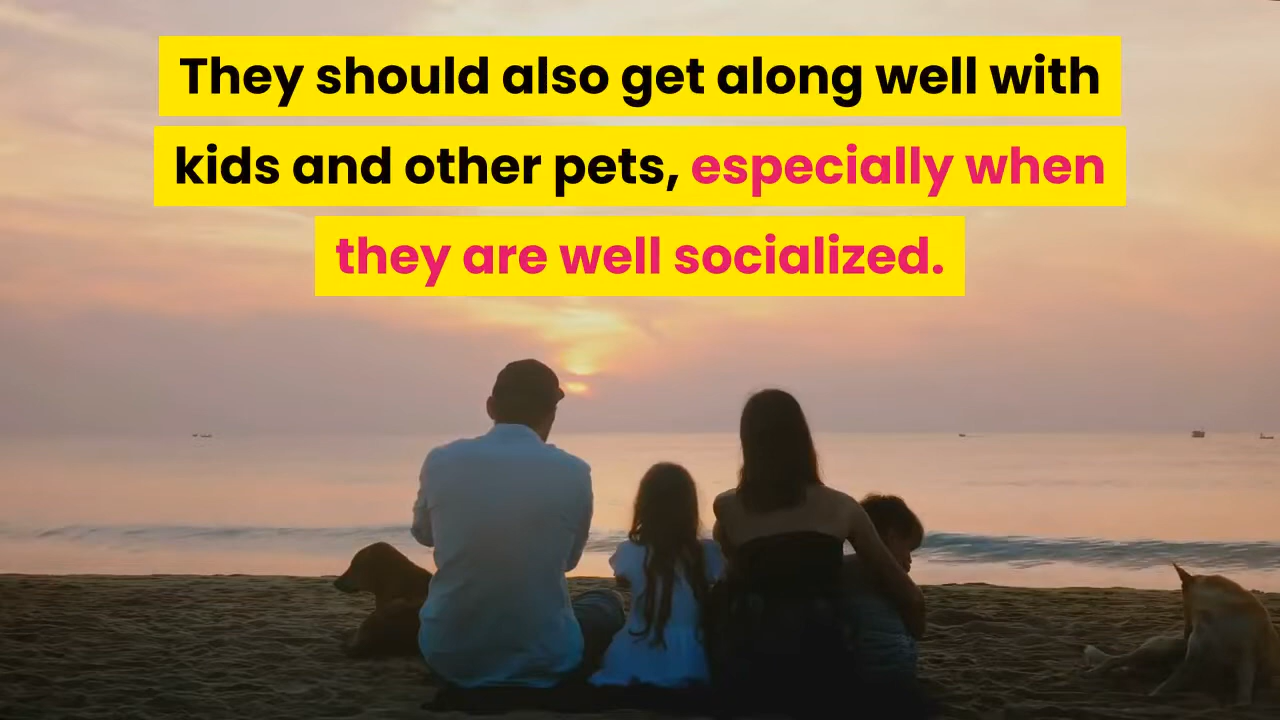 They should also get along well with
kids and other pets, especially when
they are well socialized.